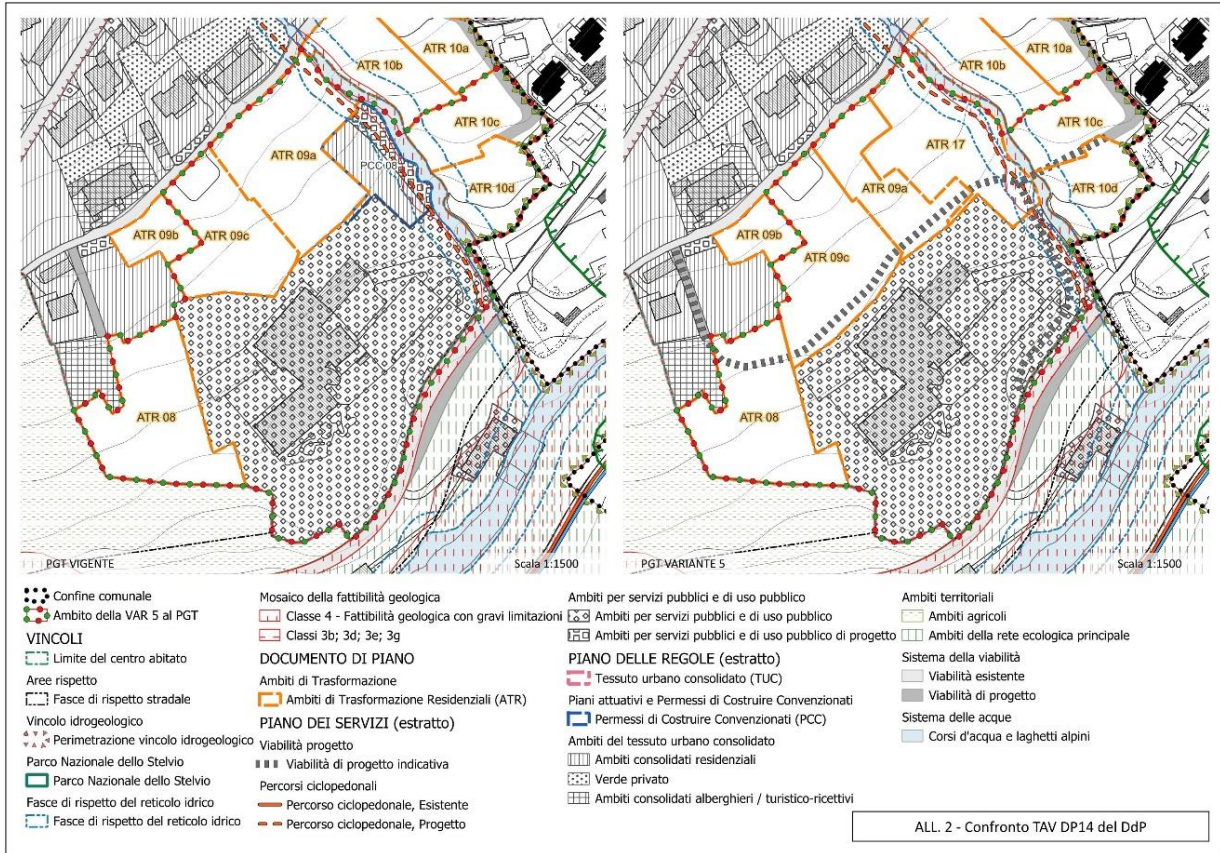 ATR 10a
ATR 10b
ATR 10c
ATR 09a
PCC-08
ATR 10d
ATR 09b
ATR 09c
ATR 08
PGT VIGENTE
Scala 1:1500
ATR 10a
ATR 10b
ATR 10c
ATR 17
ATR 09a
ATR 10d
ATR 09b
ATR 09c
ATR 08
PGT VARIANTE 5
Scala 1:1500
Confine comunale
Ambito della VAR 5 al PGT
VINCOLI
Limite del centro abitato
Aree rispetto
Fasce di rispetto stradale
Vincolo idrogeologico
Perimetrazione vincolo idrogeologico
Parco Nazionale dello Stelvio
Parco Nazionale dello Stelvio
Fasce di rispetto del reticolo idrico
Fasce di rispetto del reticolo idrico
Mosaico della fattibilità geologica
Classe 4 - Fattibilità geologica con gravi limitazioni
Classi 3b; 3d; 3e; 3g
DOCUMENTO DI PIANO
Ambiti di Trasformazione
Ambiti di Trasformazione Residenziali (ATR)
PIANO DEI SERVIZI (estratto)
Viabilità progetto
Viabilità di progetto indicativa
Percorsi ciclopedonali
Percorso ciclopedonale, Esistente
Percorso ciclopedonale, Progetto
Ambiti per servizi pubblici e di uso pubblico
Ambiti per servizi pubblici e di uso pubblico
Ambiti per servizi pubblici e di uso pubblico di progetto
PIANO DELLE REGOLE (estratto)
Tessuto urbano consolidato (TUC)
Piani attuativi e Permessi di Costruire Convenzionati
Permessi di Costruire Convenzionati (PCC)
Ambiti del tessuto urbano consolidato
Ambiti consolidati residenziali
Verde privato
Ambiti consolidati alberghieri / turistico-ricettivi
Ambiti territoriali
Ambiti agricoli
Ambiti della rete ecologica principale
Sistema della viabilità
Viabilità esistente
Viabilità di progetto
Sistema delle acque
Corsi d'acqua e laghetti alpini
ALL. 2 - Confronto TAV DP14 del DdP